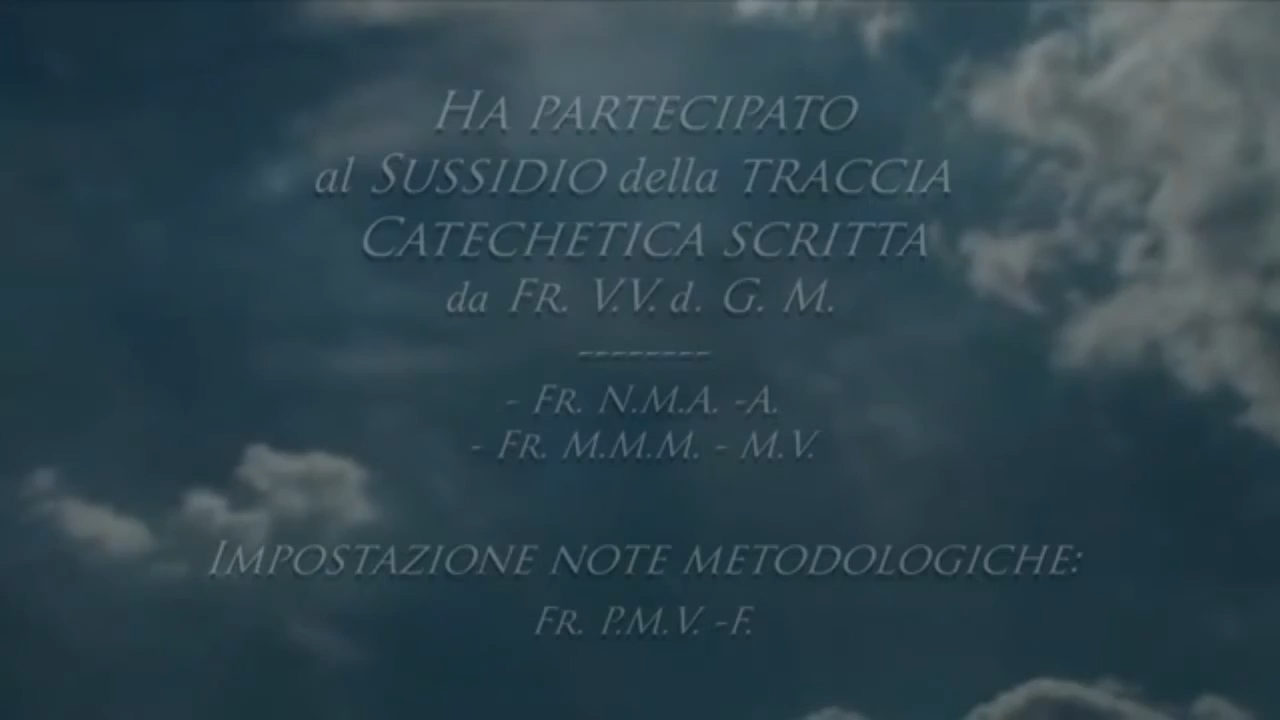 HA PARTECIPATO
al SUSSIDIO della TRACCIA
CATECHETICA SCRITTA
da FR. V.V. d. G. M.
--------
- FR. N.M.A. -A.
- FR. M.M.M. - M.V.
IMPOSTAZIONE NOTE METODOLOGICHE:
FR. P.M.V. -F.